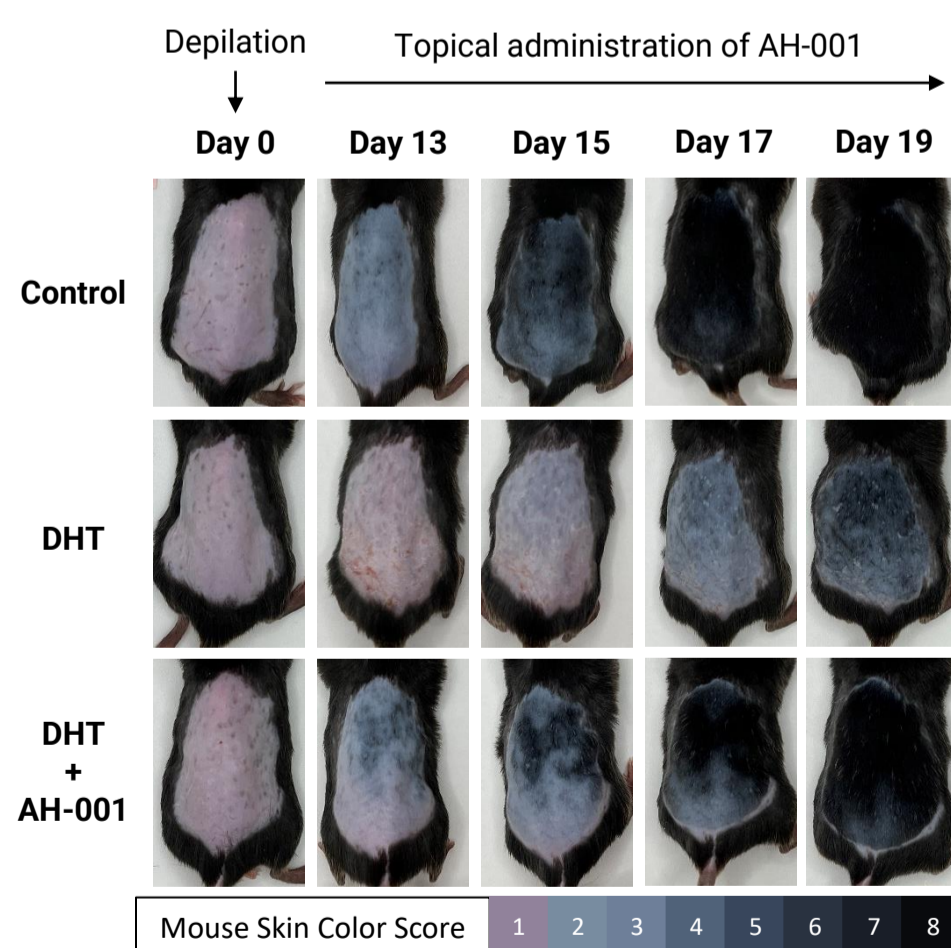 Depilation
Topical administration of AH-001
Day 0 Day 13 Day 15 Day 17 Day 19
Control
DHT
DHT
+
AH-001
Mouse Skin Color Score 1 2 3 4 5 6 7 8